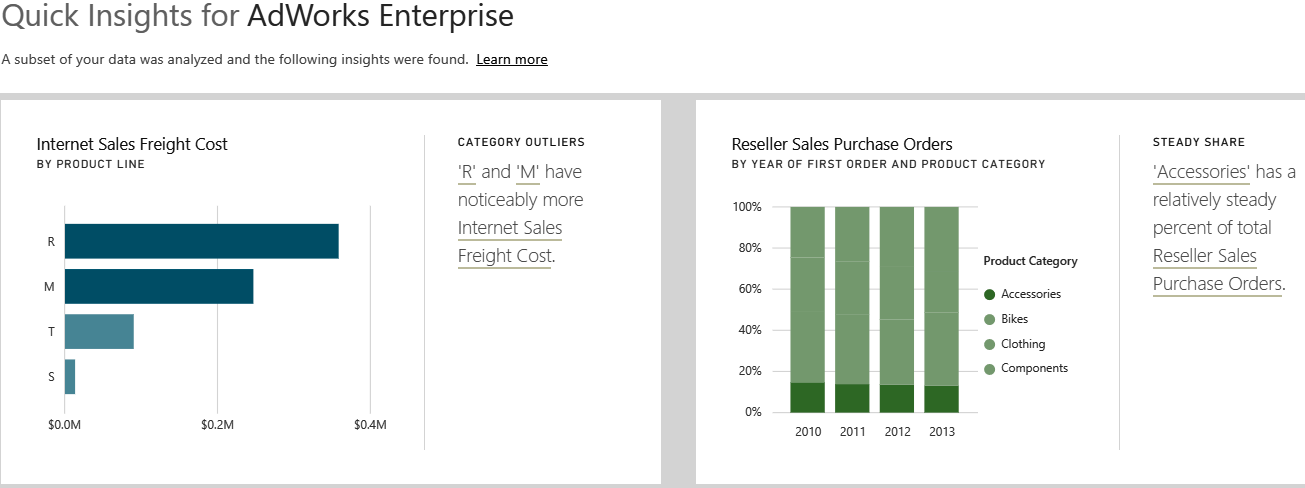 Quick Insights for AdWorks Enterprise
A subset of your data was analyzed and the following insights were found. Learn more
Internet Sales Freight Cost
BY PRODUCT LINE
R
M
T
S
$0.0M $0.2M $0.4M
CATEGORY OUTLIERS
'R' and 'M' have
noticeably more
Internet Sales
Freight Cost.
Reseller Sales Purchase Orders
BY YEAR OF FIRST ORDER AND PRODUCT CATEGORY
100%
80%
60%
40%
20%
0%
2010 2011 2012 2013
Product Category
Accessories
Bikes
Clothing
Components
STEADY SHARE
'Accessories' has a
relatively steady
percent of total
Reseller Sales
Purchase Orders.